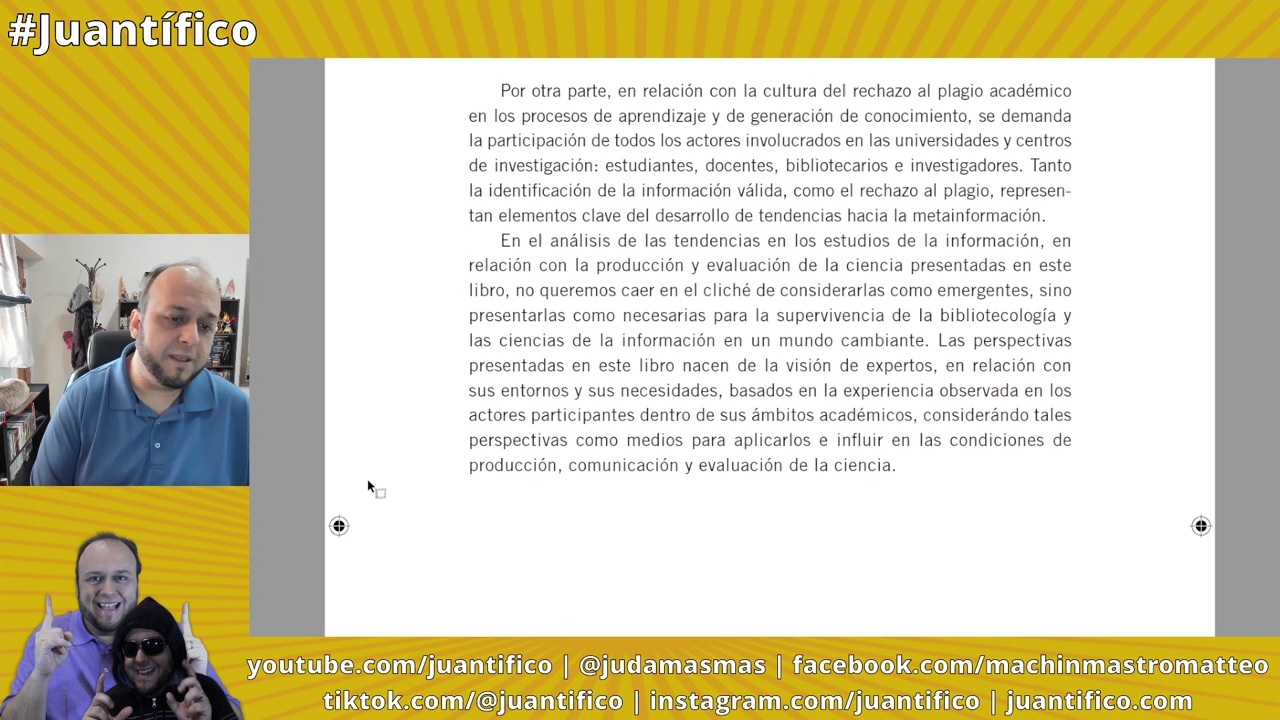 #Juantífico
Por otra parte, en relación con la cultura del rechazo al plagio académico
en los procesos de aprendizaje y de generación de conocimiento, se demanda
la participación de todos los actores involucrados en las universidades y centros
de investigación: estudiantes, docentes, bibliotecarios e investigadores. Tanto
la identificación de la información válida, como el rechazo al plagio, represen-
tan elementos clave del desarrollo de tendencias hacia la metainformación.
En el análisis de las tendencias en los estudios de la información, en
relación con la producción y evaluación de la ciencia presentadas en este
libro, no queremos caer en el cliché de considerarlas como emergentes, sino
presentarlas como necesarias para la supervivencia de la bibliotecología y
las ciencias de la información en un mundo cambiante. Las perspectivas
presentadas en este libro nacen de la visión de expertos, en relación con
sus entornos y sus necesidades, basados en la experiencia observada en los
actores participantes dentro de sus ámbitos académicos, considerándo tales
perspectivas como medios para aplicarlos e influir en las condiciones de
producción, comunicación y evaluación de la ciencia.
youtube.com/juantifico | @judamasmas | facebook.com/machinmastromatteo
tiktok.com/@juantifico | instagram.com/juantifico | juantifico.com